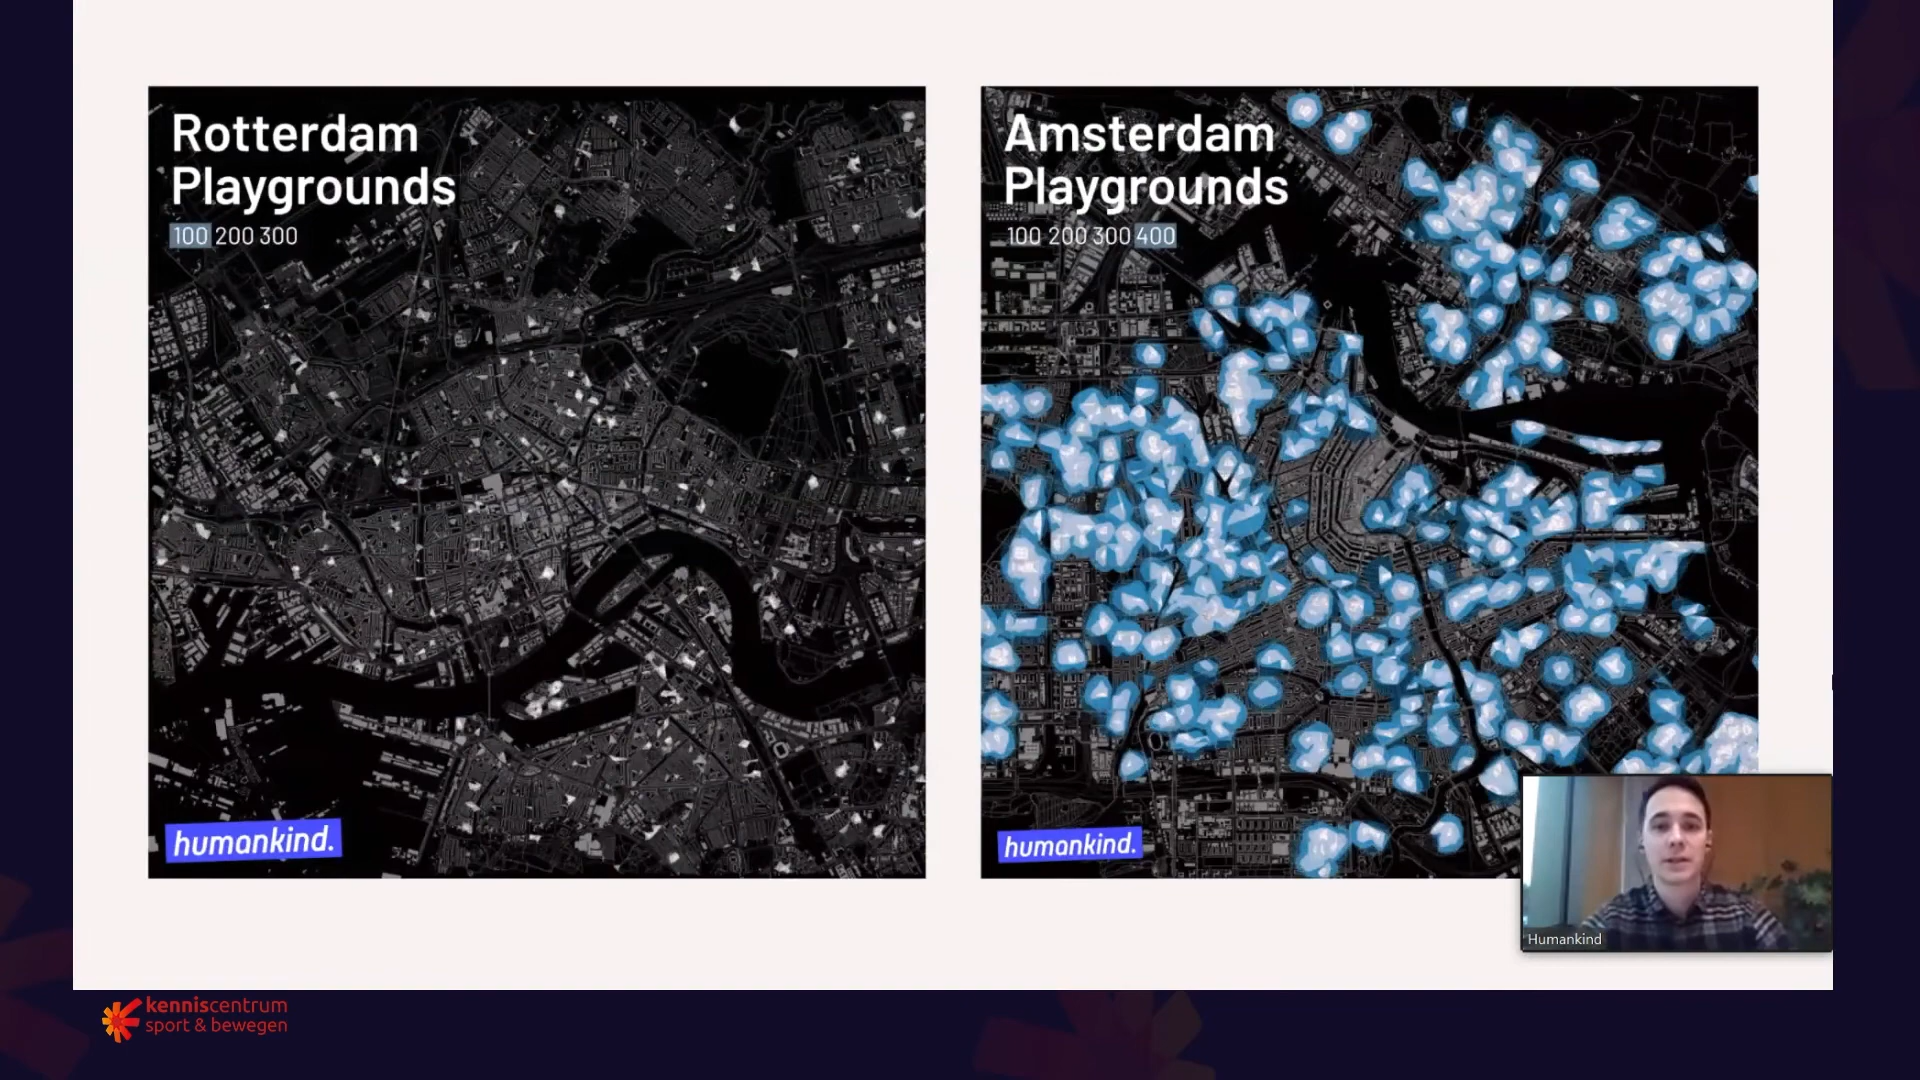 Rotterdam
Playgrounds
100 200 300
humankind.
Amsterdam
Playgrounds
100 200 300 400
humankind.
Humankind
kenniscentrum
sport & bewegen